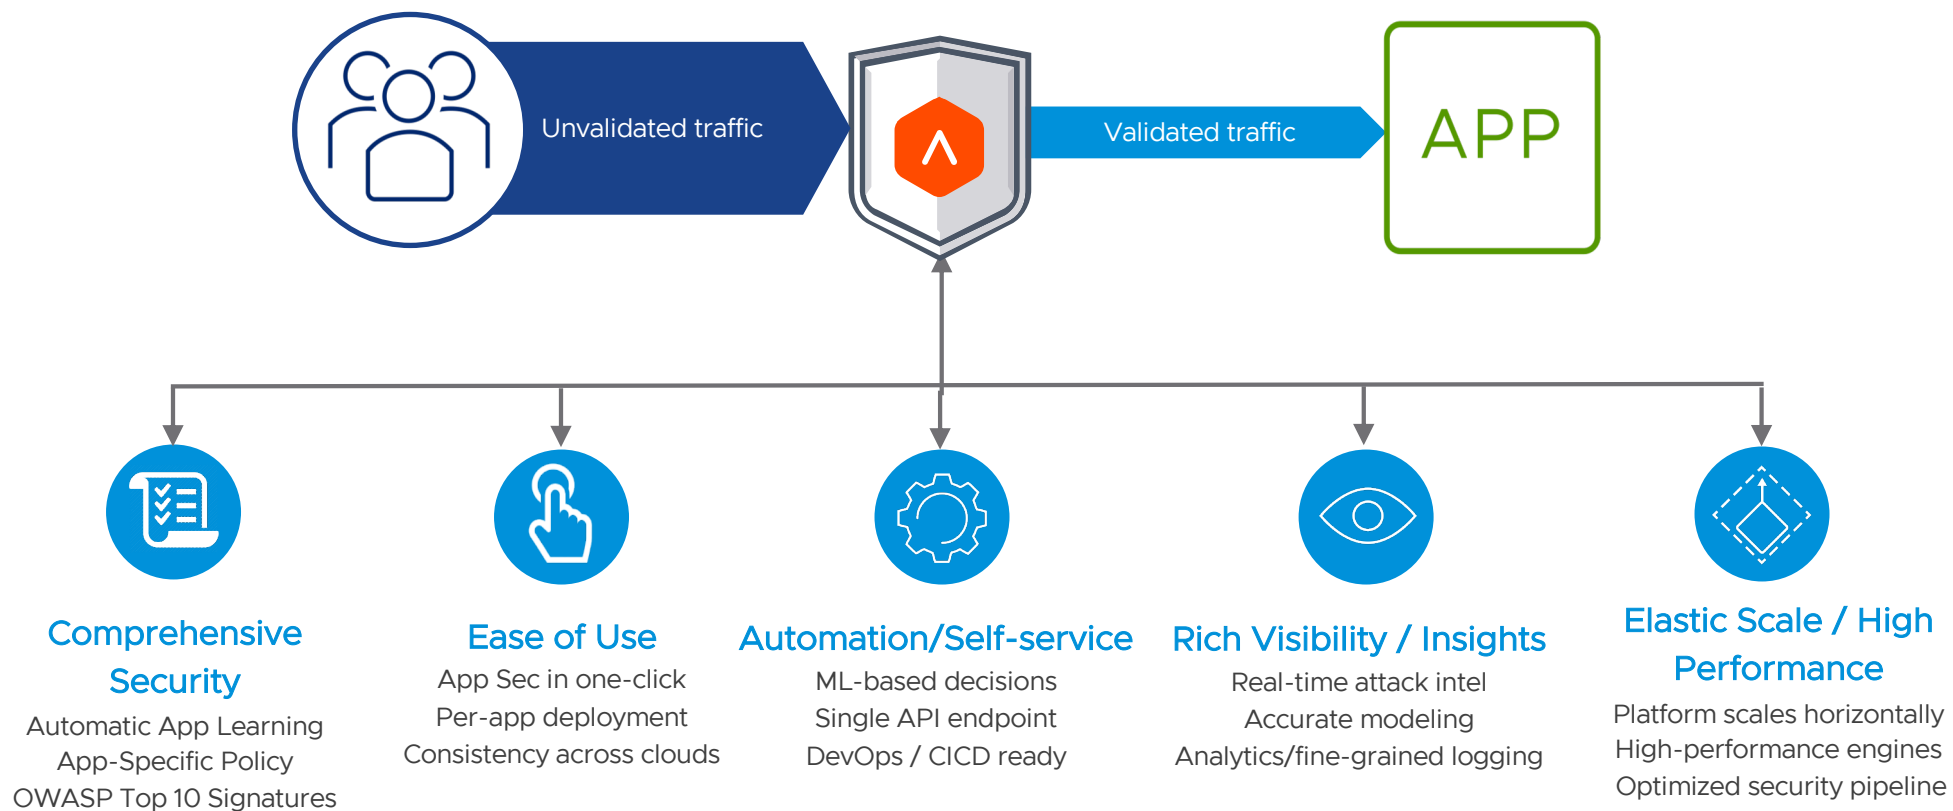 Unvalidated traffic
Validated traffic
APP
Comprehensive
Security
Automatic App Learning
App-Specific Policy
OWASP Top 10 Signatures
Ease of Use
App Sec in one-click
Per-app deployment
Consistency across clouds
Automation/Self-service
ML-based decisions
Single API endpoint
DevOps / CICD ready
Rich Visibility / Insights
Real-time attack intel
Accurate modeling
Analytics/fine-grained logging
Elastic Scale / High
Performance
Platform scales horizontally
High-performance engines
Optimized security pipeline